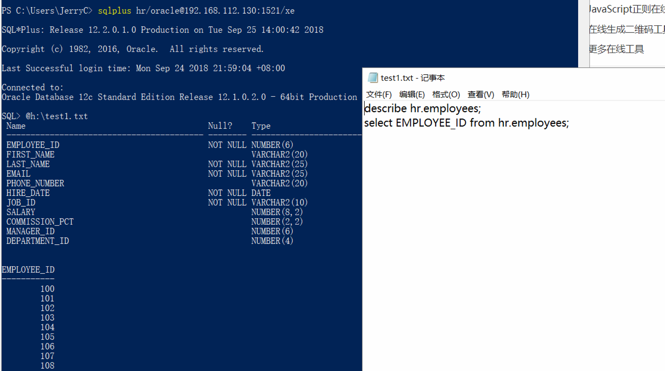 PS C:\Users\JerryC> sqlplus hr/oracle@192.168.112.130:1521/xe
SQL*Plus: Release 12.2.0.1.0 Production on Tue Sep 25 14:00:42 2018
Copyright (c) 1982, 2016, Oracle.  All rights reserved.
Last Successful login time: Mon Sep 24 2018 21:59:04 +08:00
Connected to:
Oracle Database 12c Standard Edition Release 12.1.0.2.0 - 64bit Production
SQL> @h:\test1.txt
Name Null? Type
EMPLOYEE_ID NOT NULL NUMBER(6)
FIRST_NAME VARCHAR2(20)
LAST_NAME NOT NULL VARCHAR2(25)
EMAIL NOT NULL VARCHAR2(25)
PHONE_NUMBER VARCHAR2(20)
HIRE_DATE NOT NULL DATE
JOB_ID NOT NULL VARCHAR2(10)
SALARY NUMBER(8,2)
COMMISSION_PCT NUMBER(2,2)
MANAGER_ID NUMBER(6)
DEPARTMENT_ID NUMBER(4)
EMPLOYEE_ID
-----------
100
101
102
103
104
105
106
107
108
JavaScript正则在线
在线生成二维码工具
更多在线工具
test1.txt - 记事本
文件(F) 编辑(E) 格式(O) 查看(V) 帮助(H)
describe hr.employees;
select EMPLOYEE_ID from hr.employees;